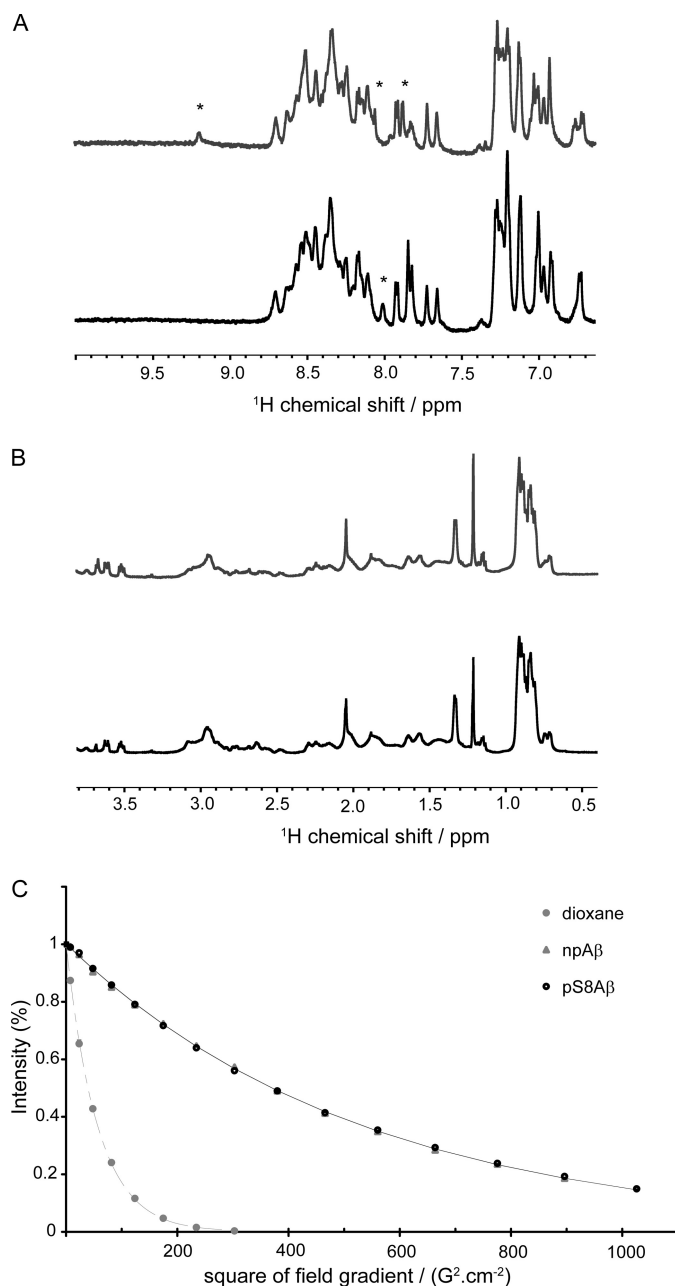 A
*
*
*
*
9.5 9.0 8.5 8.0 7.5 7.0
¹H chemical shift / ppm
B
3.5 3.0 2.5 2.0 1.5 1.0 0.5
¹H chemical shift / ppm
C
dioxane
npAβ
pS8Aβ
1
0.8
0.6
0.4
0.2
0
Intensity (%)
200 400 600 800 1000
square of field gradient / (G².cm⁻²)